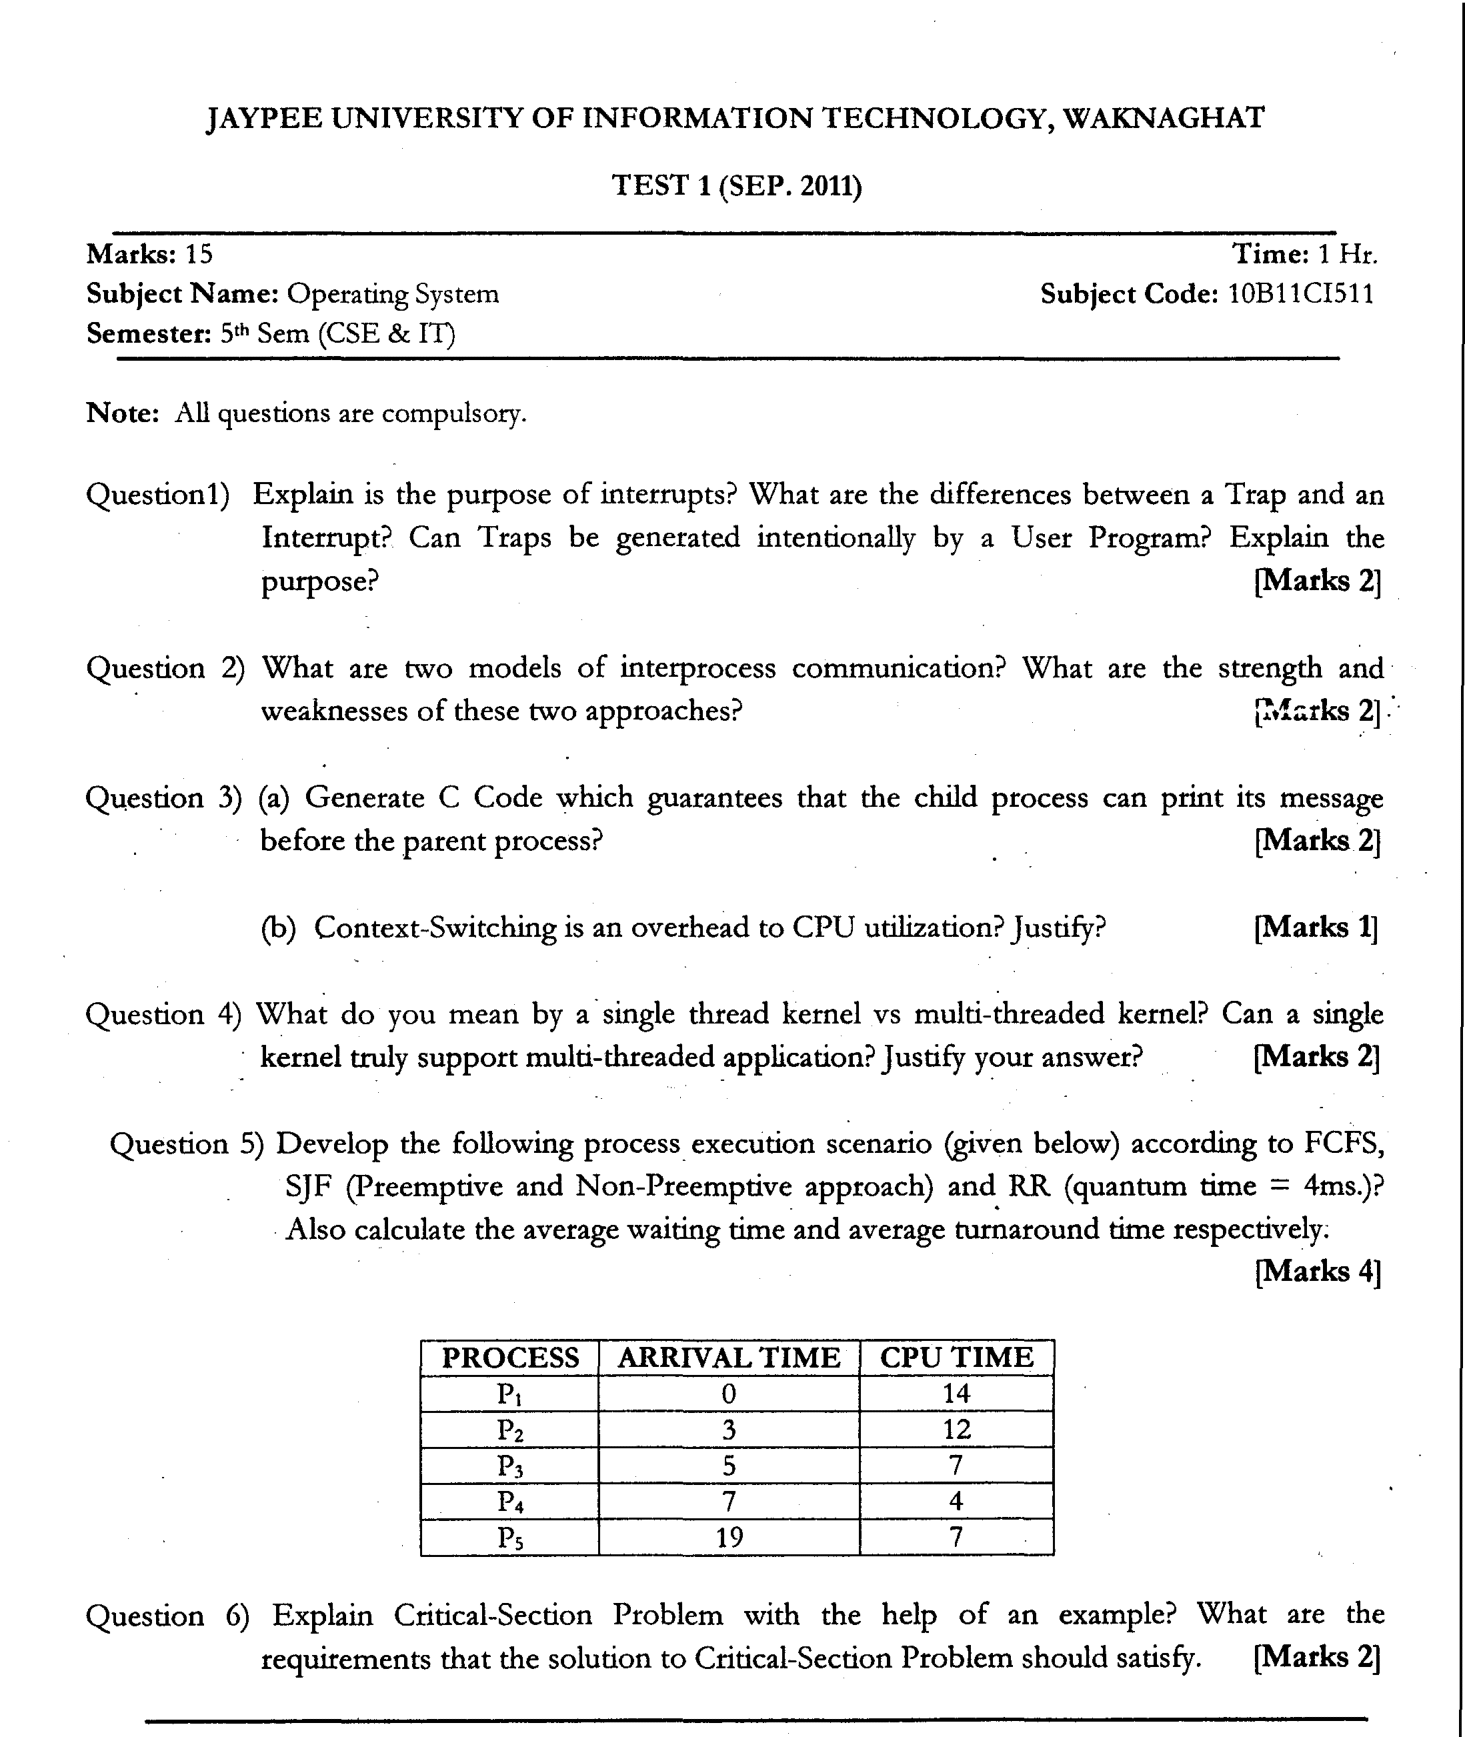 JAYPEE UNIVERSITY OF INFORMATION TECHNOLOGY, WAKNAGHAT
TEST 1 (SEP. 2011)
Marks: 15 Time: 1 Hr.
Subject Name: Operating System Subject Code: 10B11CI511
Semester: 5th Sem (CSE & IT)
Note: All questions are compulsory.
Question1) Explain is the purpose of interrupts? What are the differences between a Trap and an
Interrupt? Can Traps be generated intentionally by a User Program? Explain the
purpose? [Marks 2]
Question 2) What are two models of interprocess communication? What are the strength and
weaknesses of these two approaches? [Marks 2]
Question 3) (a) Generate C Code which guarantees that the child process can print its message
before the parent process? [Marks 2]
(b) Context-Switching is an overhead to CPU utilization? Justify? [Marks 1]
Question 4) What do you mean by a single thread kernel vs multi-threaded kernel? Can a single
kernel truly support multi-threaded application? Justify your answer? [Marks 2]
Question 5) Develop the following process execution scenario (given below) according to FCFS,
SJF (Preemptive and Non-Preemptive approach) and RR (quantum time = 4ms.)?
Also calculate the average waiting time and average turnaround time respectively.
[Marks 4]
PROCESS ARRIVAL TIME CPU TIME
P1 0 14
P2 3 12
P3 5 7
P4 7 4
P5 19 7
Question 6) Explain Critical-Section Problem with the help of an example? What are the
requirements that the solution to Critical-Section Problem should satisfy. [Marks 2]